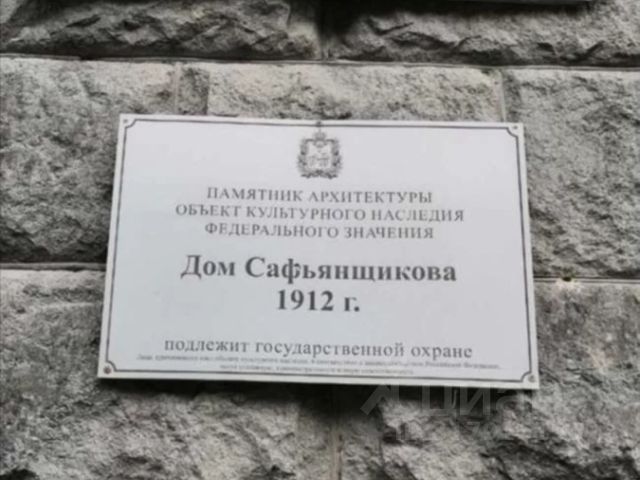 ПАМЯТНИК АРХИТЕКТУРЫ
ОБЪЕКТ КУЛЬТУРНОГО НАСЛЕДИЯ
ФЕДЕРАЛЬНОГО ЗНАЧЕНИЯ
Дом Сафьянщикова
1912 г.
подлежит государственной охране